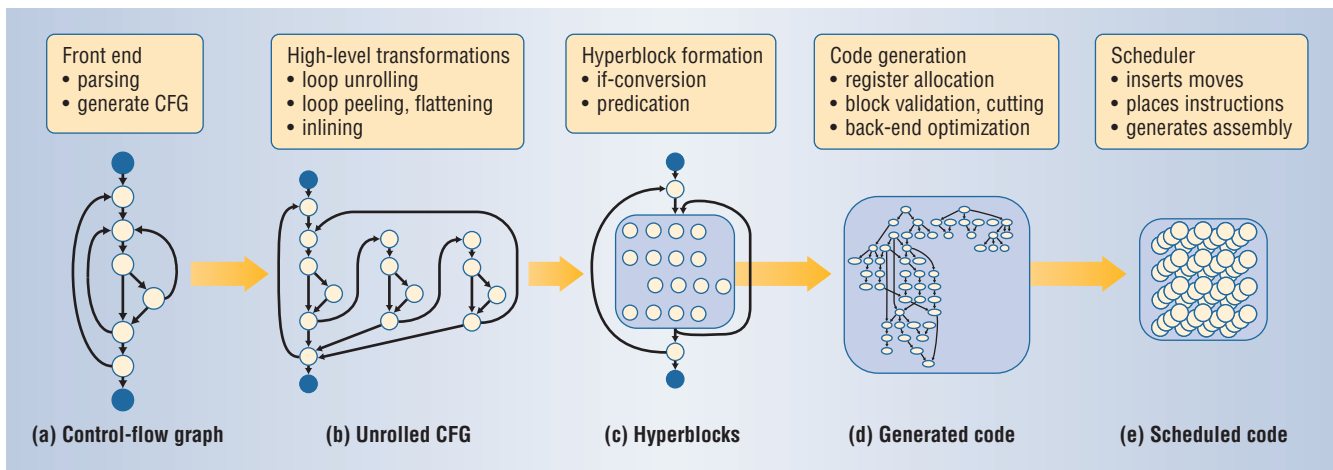 Front end
• parsing
• generate CFG
High-level transformations
• loop unrolling
• loop peeling, flattening
• inlining
Hyperblock formation
• if-conversion
• predication
Code generation
• register allocation
• block validation, cutting
• back-end optimization
Scheduler
• inserts moves
• places instructions
• generates assembly
(a) Control-flow graph
(b) Unrolled CFG
(c) Hyperblocks
(d) Generated code
(e) Scheduled code